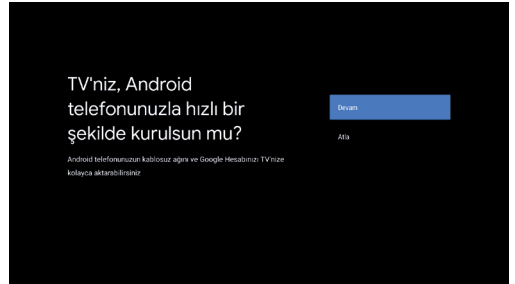 TV'niz, Android
telefonunuzla hızlı bir
şekilde kurulsun mu?
Android telefonunuzun kablosuz ağını ve Google Hesabınızı TV'nize
kolayca aktarabilirsiniz
Devam
Atla